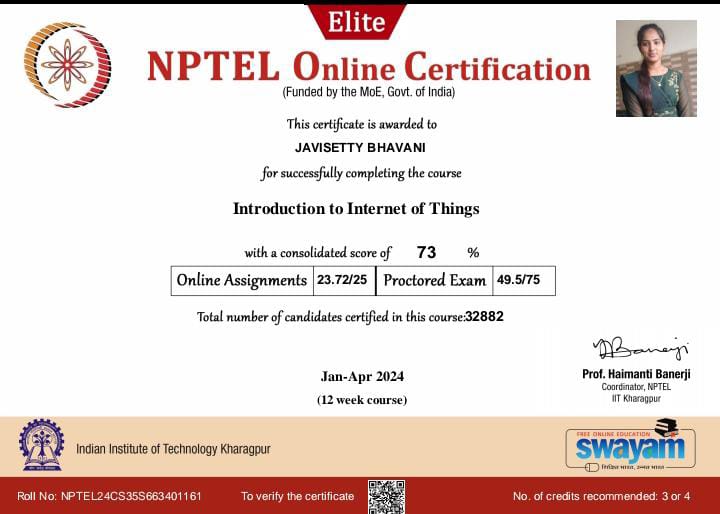 Elite
NPTEL Online Certification
(Funded by the MoE, Govt. of India)
This certificate is awarded to
JAVISETTY BHAVANI
for successfully completing the course
Introduction to Internet of Things
with a consolidated score of 73 %
Online Assignments 23.72/25 Proctored Exam 49.5/75
Total number of candidates certified in this course:32882
Prof. Haimanti Banerji
Coordinator, NPTEL
IIT Kharagpur
Jan-Apr 2024
(12 week course)
Indian Institute of Technology Kharagpur
FREE ONLINE EDUCATION
swayam
शिक्षित भारत, उन्नत भारत
Roll No: NPTEL24CS35S663401161 To verify the certificate No. of credits recommended: 3 or 4